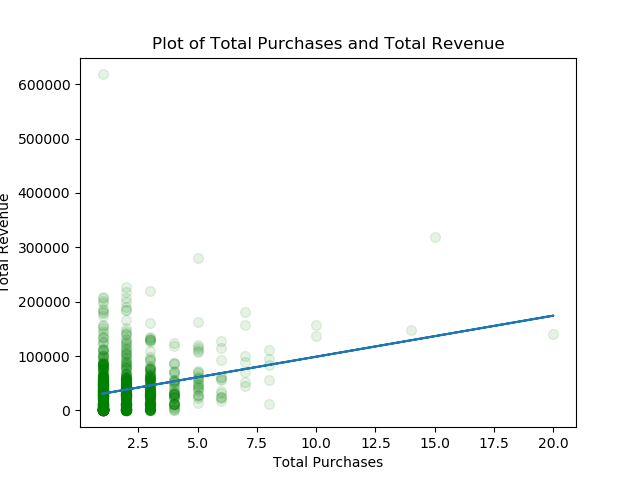 Plot of Total Purchases and Total Revenue
600000
500000
400000
300000
200000
100000
0
Total Revenue
2.5 5.0 7.5 10.0 12.5 15.0 17.5 20.0
Total Purchases